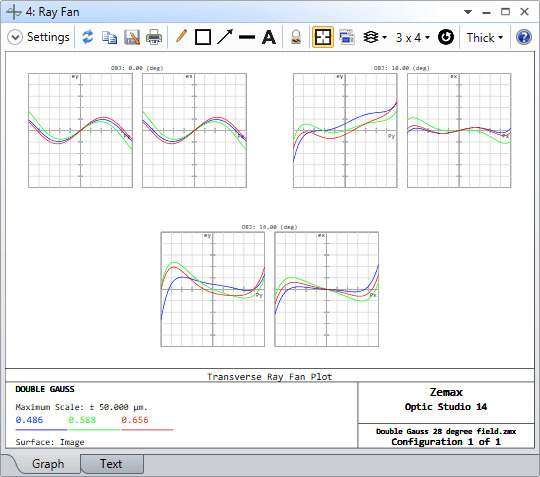 4: Ray Fan
Settings
3 x 4
Thick
OBJ: 0.00 (deg)
ey
ex
Py
Px
OBJ: 10.00 (deg)
ey
ex
Py
Px
OBJ: 14.00 (deg)
ey
ex
Py
Px
Transverse Ray Fan Plot
DOUBLE GAUSS
Maximum Scale: ± 50.000 µm.
0.486 0.588 0.656
Surface: Image
Zemax
Optic Studio 14
Double Gauss 28 degree field.zmx
Configuration 1 of 1
Graph
Text